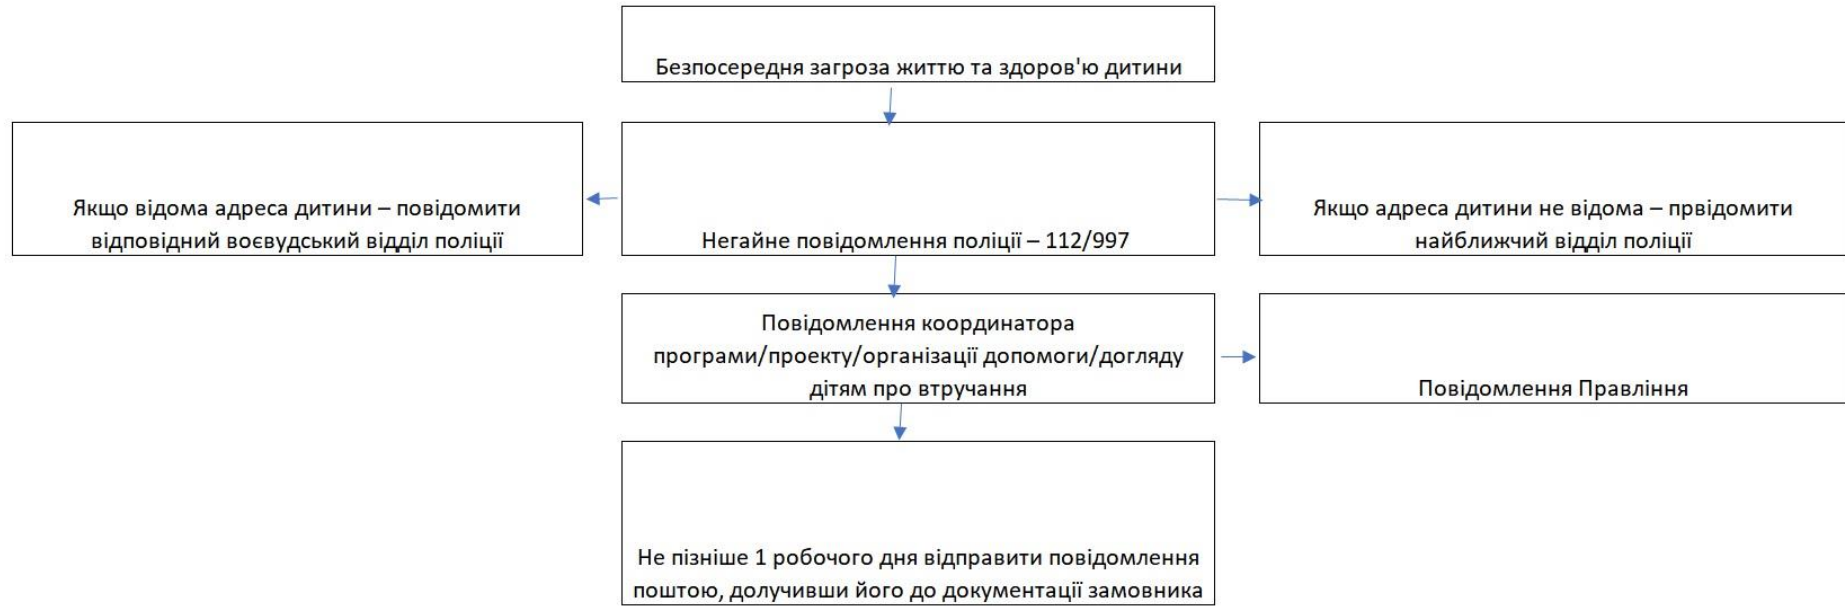 Безпосередня загроза життю та здоров'ю дитини
Якщо відома адреса дитини – повідомити
відповідний воєвудський відділ поліції
Негайне повідомлення поліції – 112/997
Якщо адреса дитини не відома – првідомити
найближчий відділ поліції
Повідомлення координатора
програми/проекту/організації допомоги/догляду
дітям про втручання
Повідомлення Правління
Не пізніше 1 робочого дня відправити повідомлення
поштою, долучивши його до документації замовника